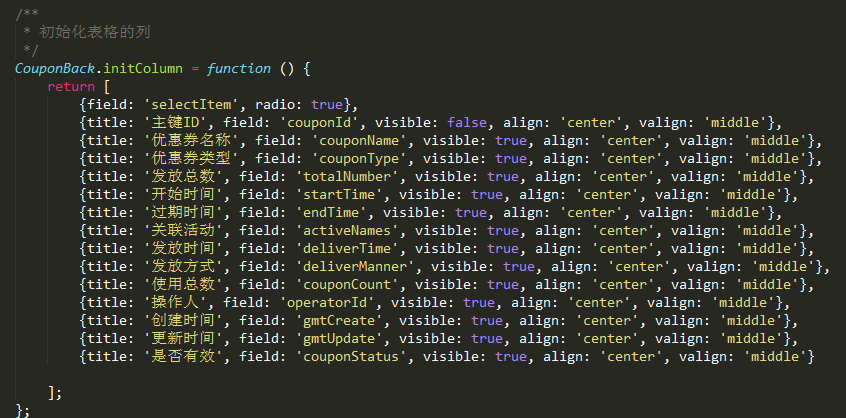 /**
 * 初始化表格的列
 */
CouponBack.initColumn = function () {
    return [
        {field: 'selectItem', radio: true},
        {title: '主键ID', field: 'couponId', visible: false, align: 'center', valign: 'middle'},
        {title: '优惠券名称', field: 'couponName', visible: true, align: 'center', valign: 'middle'},
        {title: '优惠券类型', field: 'couponType', visible: true, align: 'center', valign: 'middle'},
        {title: '发放总数', field: 'totalNumber', visible: true, align: 'center', valign: 'middle'},
        {title: '开始时间', field: 'startTime', visible: true, align: 'center', valign: 'middle'},
        {title: '过期时间', field: 'endTime', visible: true, align: 'center', valign: 'middle'},
        {title: '关联活动', field: 'activeNames', visible: true, align: 'center', valign: 'middle'},
        {title: '发放时间', field: 'deliverTime', visible: true, align: 'center', valign: 'middle'},
        {title: '发放方式', field: 'deliverManner', visible: true, align: 'center', valign: 'middle'},
        {title: '使用总数', field: 'couponCount', visible: true, align: 'center', valign: 'middle'},
        {title: '操作人', field: 'operatorId', visible: true, align: 'center', valign: 'middle'},
        {title: '创建时间', field: 'gmtCreate', visible: true, align: 'center', valign: 'middle'},
        {title: '更新时间', field: 'gmtUpdate', visible: true, align: 'center', valign: 'middle'},
        {title: '是否有效', field: 'couponStatus', visible: true, align: 'center', valign: 'middle'}
    ];
};